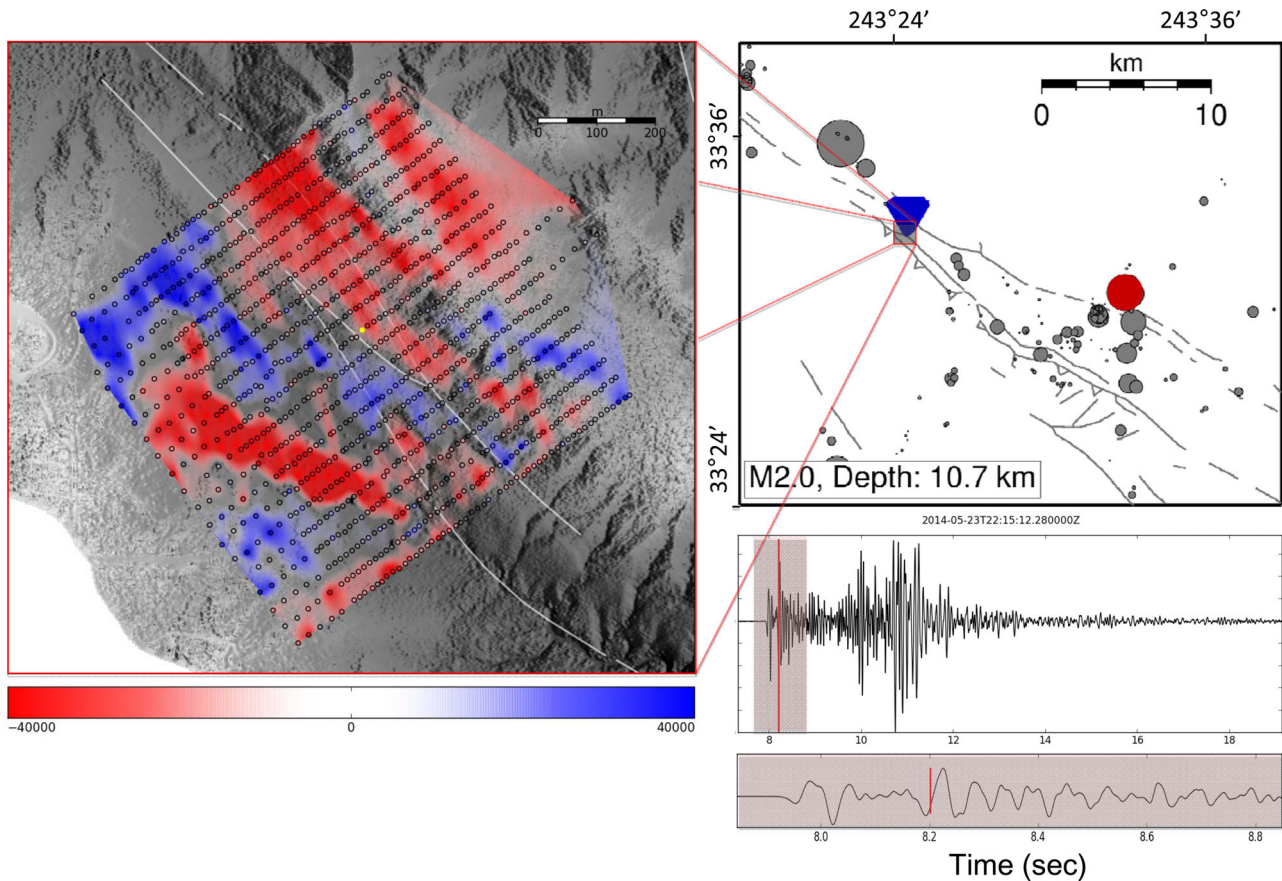 243°24’ 243°36’
m
0 100 200
km
0 10
33°36’
33°24’
M2.0, Depth: 10.7 km
2014-05-23T22:15:12.280000Z
−40000 0 40000
8 10 12 14 16 18
8.0 8.2 8.4 8.6 8.8
Time (sec)